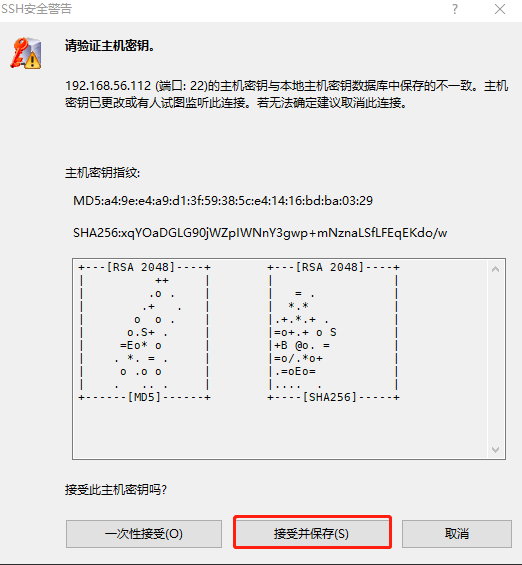 SSH安全警告
请验证主机密钥。
192.168.56.112 (端口: 22)的主机密钥与本地主机密钥数据库中保存的不一致。主机
密钥已更改或有人试图监听此连接。若无法确定建议取消此连接。
主机密钥指纹:
MD5:a4:9e:e4:a9:d1:3f:59:38:5c:e4:14:16:bd:ba:03:29
SHA256:xqYOaDGLG90jWZpIWNnY3gwp+mNznaLSfLFEqEKdo/w
+---[RSA 2048]----+        +---[RSA 2048]----+
|          ++     |        |                 |
|         .o .    |        |   = .           |
|        .+   .   |        |  *.*            |
|       o  o .    |        |.+.*.+ .         |
|      o.S+ .     |        |=o+.+ o S        |
|     =Eo* o      |        |+B @o. =         |
|    . *. = .     |        |=o/.*o+          |
|     o .o o      |        |.=oEo=           |
|    .   .. .     |        |....  .          |
+------[MD5]------+        +----[SHA256]-----+
接受此主机密钥吗?
一次性接受(O)
接受并保存(S)
取消